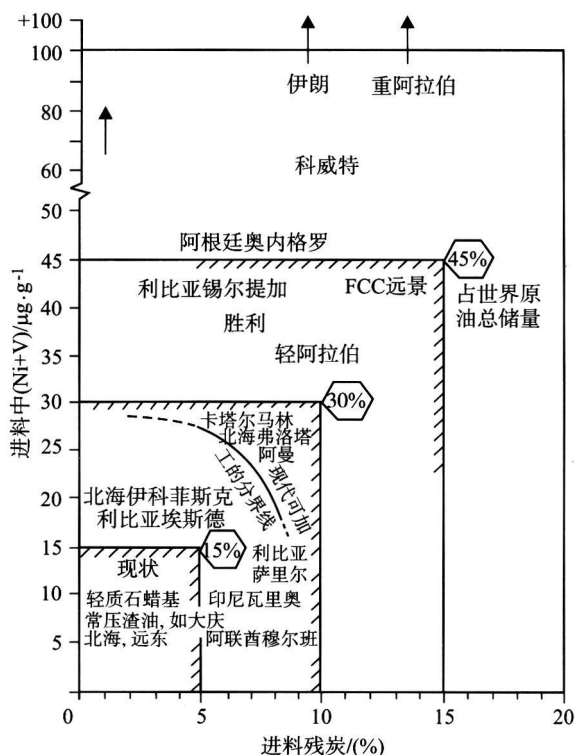 +100
100
伊朗
重阿拉伯
80
60
科威特
50
45
阿根廷奥内格罗
45%
利比亚锡尔提加
FCC远景
占世界原
油总储量
40
胜利
35
轻阿拉伯
30
30%
卡塔尔马林
北海弗洛塔
阿曼
25
现代可加
工的分界线
20
北海伊科菲斯克
利比亚埃斯德
15
15%
利比亚
萨里尔
现状
10
轻质石蜡基
印尼瓦里奥
常压渣油, 如大庆
5
北海, 远东
阿联酋穆尔班
0
5
10
15
20
进料残炭/(%)
进料中(Ni+V)/μg·g⁻¹